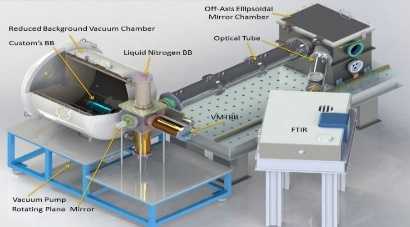 Off-Axis Ellipsoidal
Mirror Chamber
Reduced Background Vacuum Chamber
Optical Tube
Custom's BB
Liquid Nitrogen BB
VMTBB
FTIR
Vacuum Pump
Rotating Plane Mirror